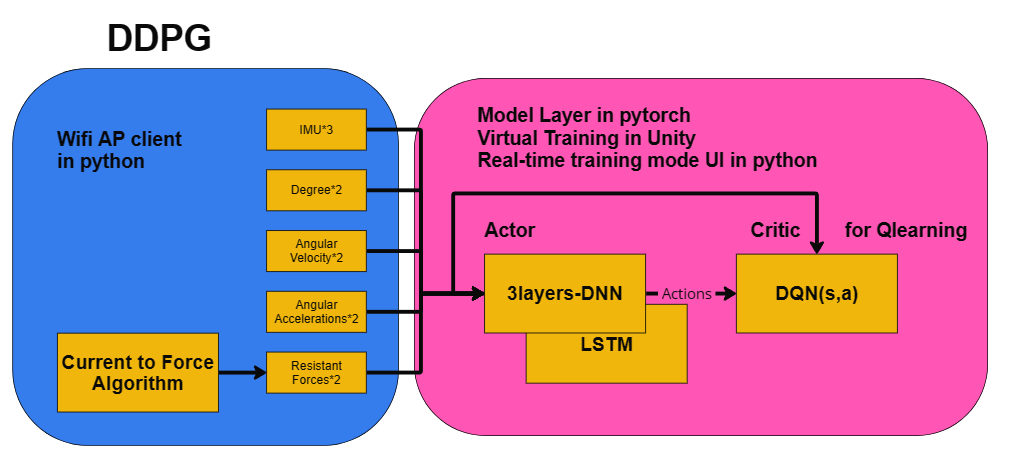 DDPG
Wifi AP client
in python
IMU*3
Degree*2
Angular
Velocity*2
Angular
Accelerations*2
Current to Force
Algorithm
Resistant
Forces*2
Model Layer in pytorch
Virtual Training in Unity
Real-time training mode UI in python
Actor
Critic
for Qlearning
3layers-DNN
Actions
DQN(s,a)
LSTM